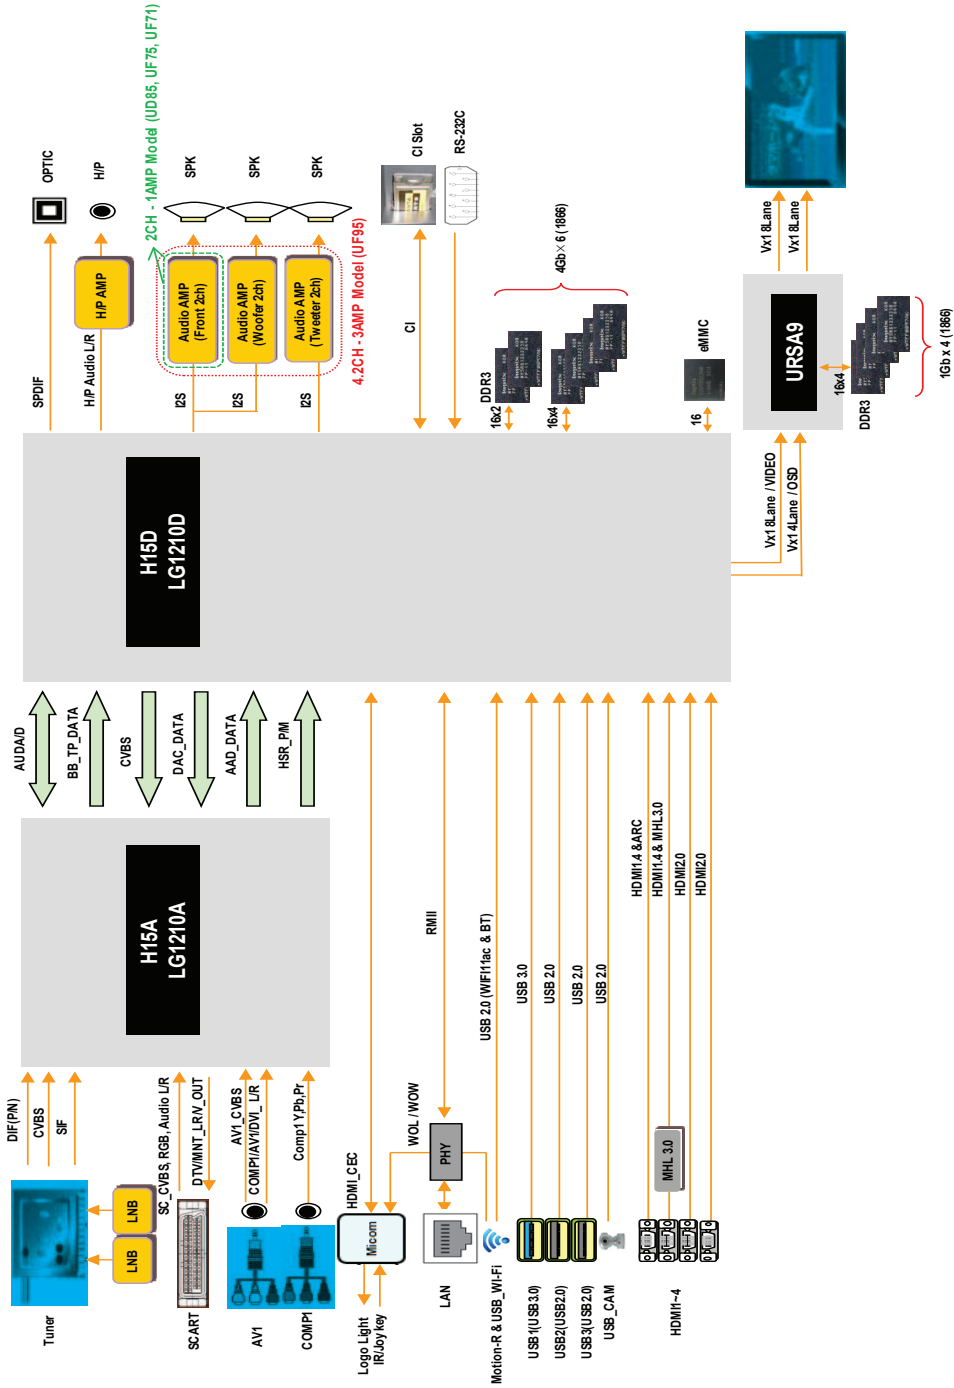 Tuner
LNB
LNB
SCART
AV1
COMP1
Logo Light
IR/Joy key
LAN
Motion-R & USB_WI-Fi
USB1(USB3.0)
USB2(USB2.0)
USB3(USB2.0)
USB_CAM
HDMI1~4
DIF(P/N)
CVBS
SIF
SC_CVBS, RGB, Audio L/R
DTV/MNT_LR/V_OUT
AV1_CVBS
COMP1/AV1/DVI_ L/R
Comp1 Y,Pb,Pr
HDMI_CEC
Micom
WOL / WOW
PHY
RMII
USB 2.0 (WIFI11ac & BT)
USB 3.0
USB 2.0
USB 2.0
USB 2.0
MHL 3.0
HDMI1.4 &ARC
HDMI1.4 & MHL3.0
HDMI2.0
HDMI2.0
H15A
LG1210A
AUDA/D
BB_TP_DATA
CVBS
DAC_DATA
AAD_DATA
HSR_P/M
H15D
LG1210D
SPDIF
H/P Audio L/R
I2S
I2S
I2S
CI
H/P AMP
Audio AMP
(Front 2ch)
Audio AMP
(Woofer 2ch)
Audio AMP
(Tweeter 2ch)
2CH - 1AMP Model (UD85, UF75, UF71)
4.2CH - 3AMP Model (UF95)
OPTIC
H/P
SPK
SPK
SPK
CI Slot
RS-232C
DDR3
16x2
16x4
4Gb× 6 (1866)
eMMC
16
Vx1 8Lane / VIDEO
Vx1 4Lane / OSD
URSA9
16x4
DDR3
1Gb x 4 (1866)
Vx1 8Lane
Vx1 8Lane